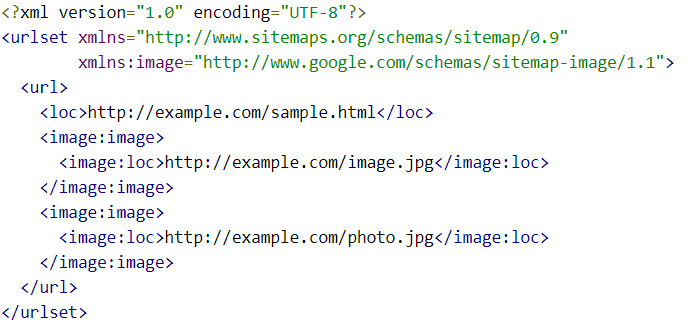 <?xml version="1.0" encoding="UTF-8"?>
<urlset xmlns="http://www.sitemaps.org/schemas/sitemap/0.9"
        xmlns:image="http://www.google.com/schemas/sitemap-image/1.1">
  <url>
    <loc>http://example.com/sample.html</loc>
    <image:image>
      <image:loc>http://example.com/image.jpg</image:loc>
    </image:image>
    <image:image>
      <image:loc>http://example.com/photo.jpg</image:loc>
    </image:image>
  </url>
</urlset>